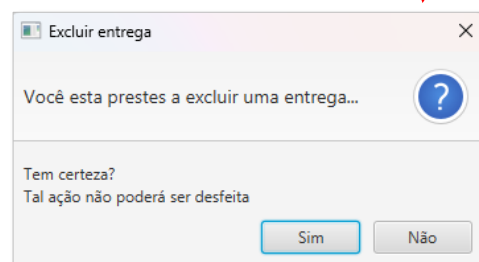 Excluir entrega
Você esta prestes a excluir uma entrega...
?
Tem certeza?
Tal ação não poderá ser desfeita
Sim Não